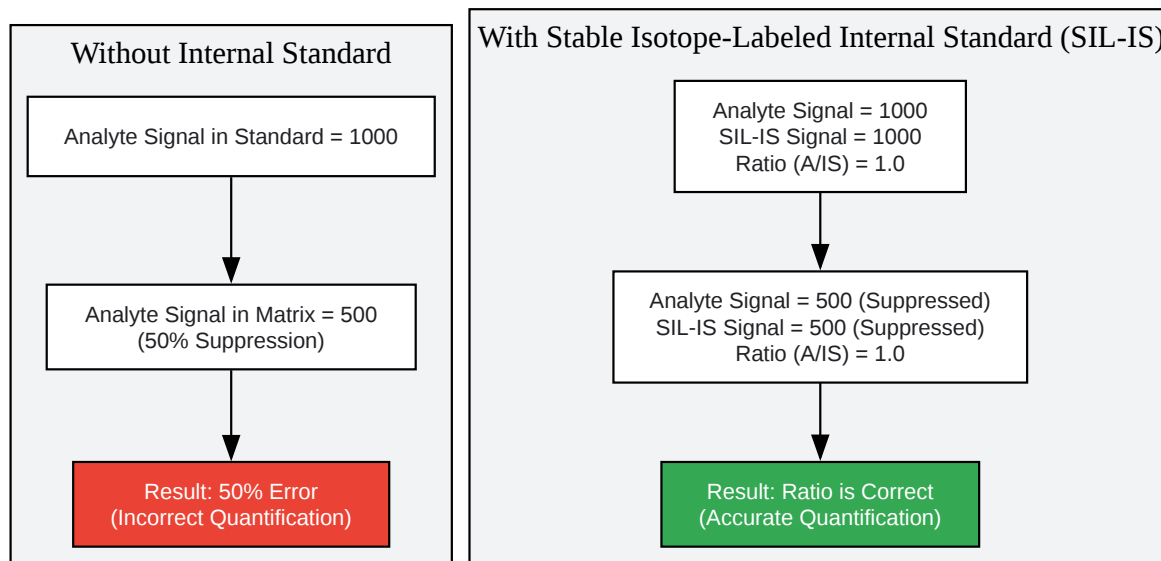 Without Internal Standard
Analyte Signal in Standard = 1000
Analyte Signal in Matrix = 500
(50% Suppression)
Result: 50% Error
(Incorrect Quantification)
With Stable Isotope-Labeled Internal Standard (SIL-IS)
Analyte Signal = 1000
SIL-IS Signal = 1000
Ratio (A/IS) = 1.0
Analyte Signal = 500 (Suppressed)
SIL-IS Signal = 500 (Suppressed)
Ratio (A/IS) = 1.0
Result: Ratio is Correct
(Accurate Quantification)